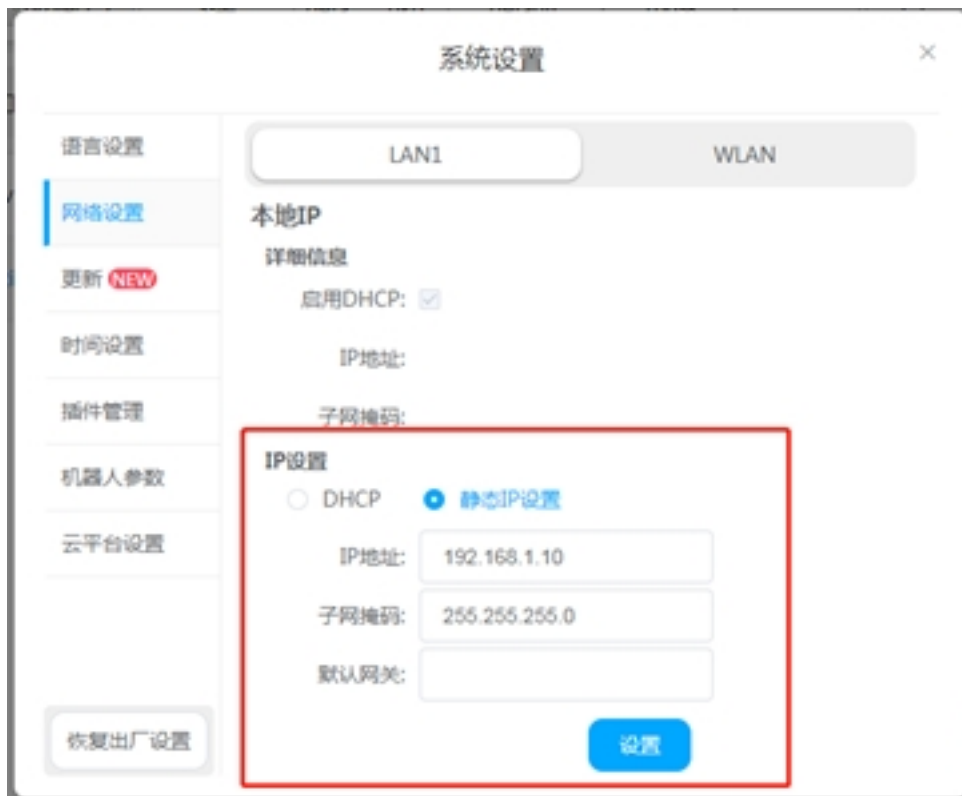 系统设置
×
语言设置
网络设置
更新 NEW
时间设置
插件管理
机器人参数
云平台设置
恢复出厂设置
LAN1 WLAN
本地IP
详细信息
启用DHCP:
IP地址:
子网掩码:
IP设置
DHCP 静态IP设置
IP地址: 192.168.1.10
子网掩码: 255.255.255.0
默认网关:
设置